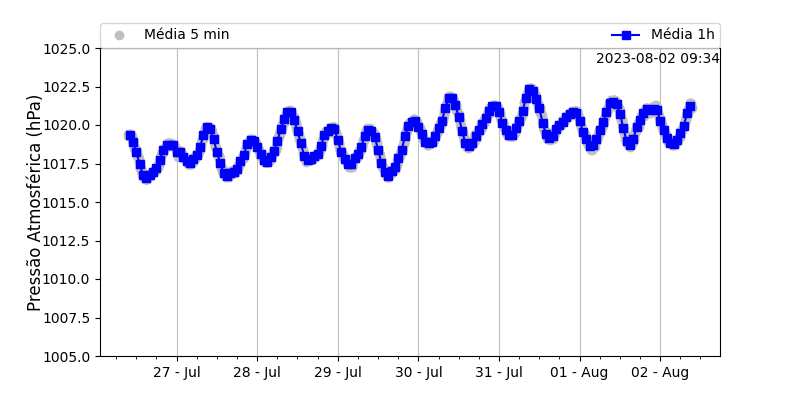 Média 5 min
Média 1h
2023-08-02 09:34
Pressão Atmosférica (hPa)
1025.0
1022.5
1020.0
1017.5
1015.0
1012.5
1010.0
1007.5
1005.0
27 - Jul
28 - Jul
29 - Jul
30 - Jul
31 - Jul
01 - Aug
02 - Aug